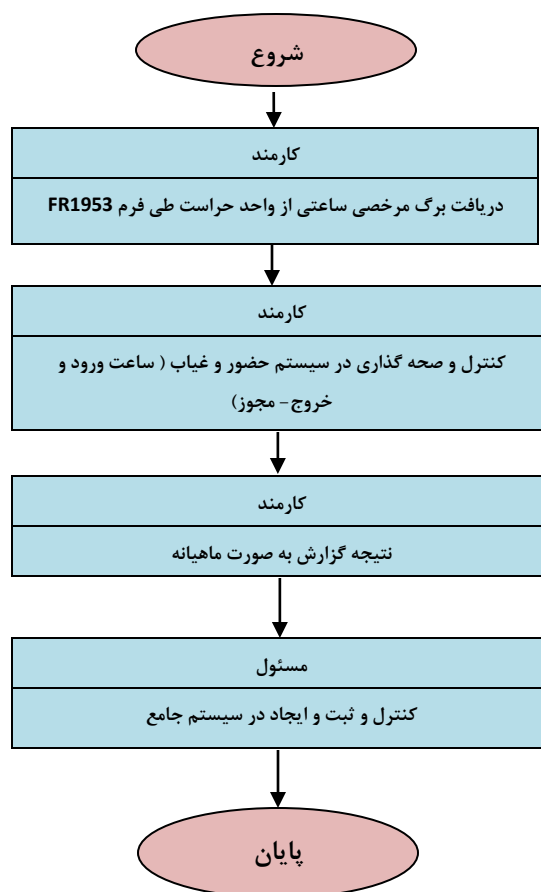 شروع
کارمند
دریافت برگ مرخصی ساعتی از واحد حراست طی فرم FR1953
کارمند
کنترل و صحه گذاری در سیستم حضور و غیاب ( ساعت ورود و
خروج- مجوز)
کارمند
نتیجه گزارش به صورت ماهیانه
مسئول
کنترل و ثبت و ایجاد در سیستم جامع
پایان